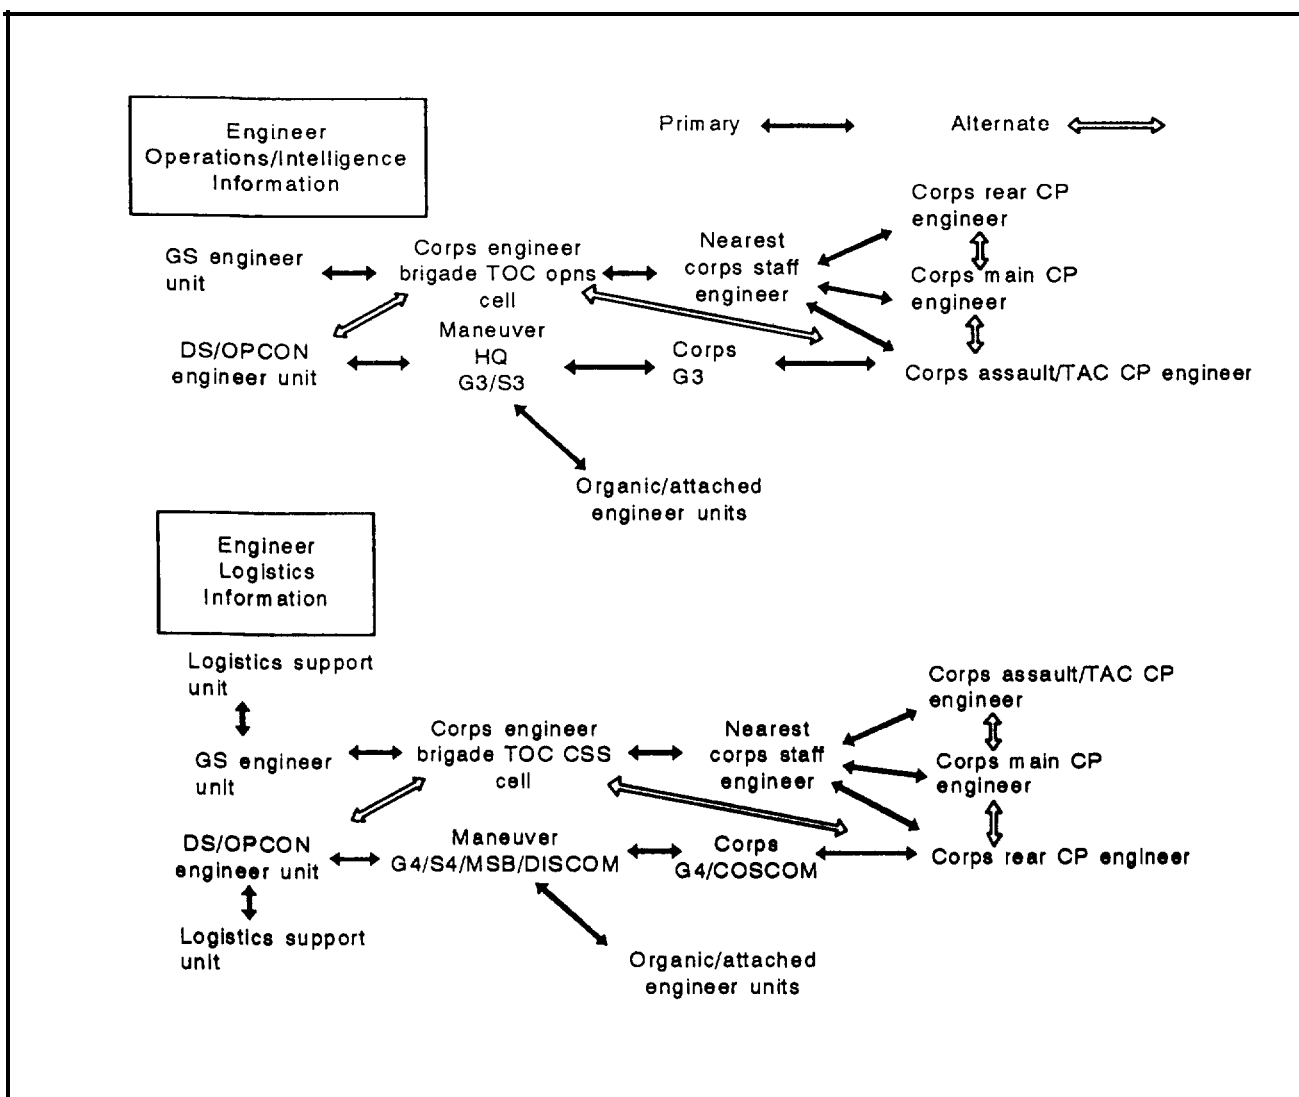 Engineer
Operations/Intelligence
Information
Primary
Alternate
Corps rear CP
engineer
GS engineer
unit
Corps engineer
brigade TOC opns
cell
Nearest
corps staff
engineer
Corps main CP
engineer
DS/OPCON
engineer unit
Maneuver
HQ
G3/S3
Corps
G3
Corps assault/TAC CP engineer
Organic/attached
engineer units
Engineer
Logistics
Information
Logistics support
unit
Corps assault/TAC CP
engineer
GS engineer
unit
Corps engineer
brigade TOC CSS
cell
Nearest
corps staff
engineer
Corps main CP
engineer
DS/OPCON
engineer unit
Maneuver
G4/S4/MSB/DISCOM
Corps
G4/COSCOM
Corps rear CP engineer
Logistics support
unit
Organic/attached
engineer units